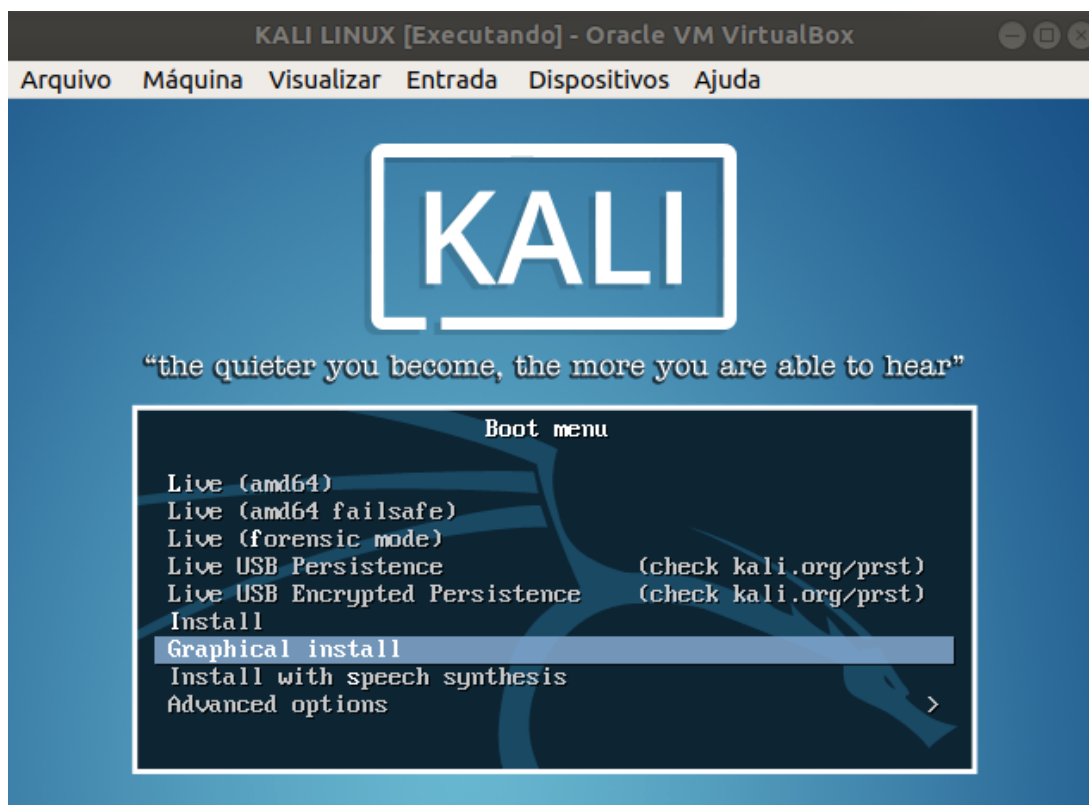 KALI LINUX [Executando] - Oracle VM VirtualBox
Arquivo Máquina Visualizar Entrada Dispositivos Ajuda
KALI
“the quieter you become, the more you are able to hear”
Boot menu
Live (amd64)
Live (amd64 failsafe)
Live (forensic mode)
Live USB Persistence (check kali.org/prst)
Live USB Encrypted Persistence (check kali.org/prst)
Install
Graphical install
Install with speech synthesis
Advanced options >